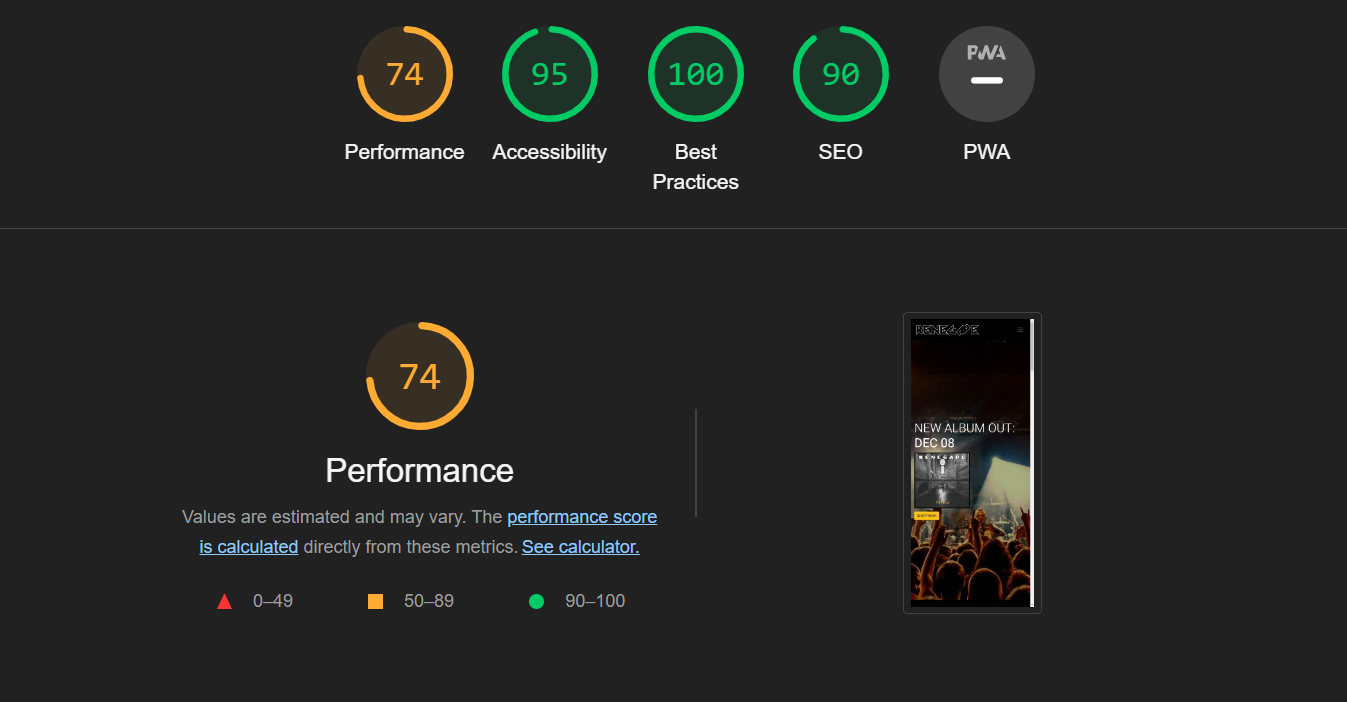 74
95
100
90
PWA
Performance
Accessibility
Best
Practices
SEO
PWA
74
Performance
Values are estimated and may vary. The performance score
is calculated directly from these metrics. See calculator.
0–49
50–89
90–100
RENEGADE
NEW ALBUM OUT:
DEC 08
RENEGADE